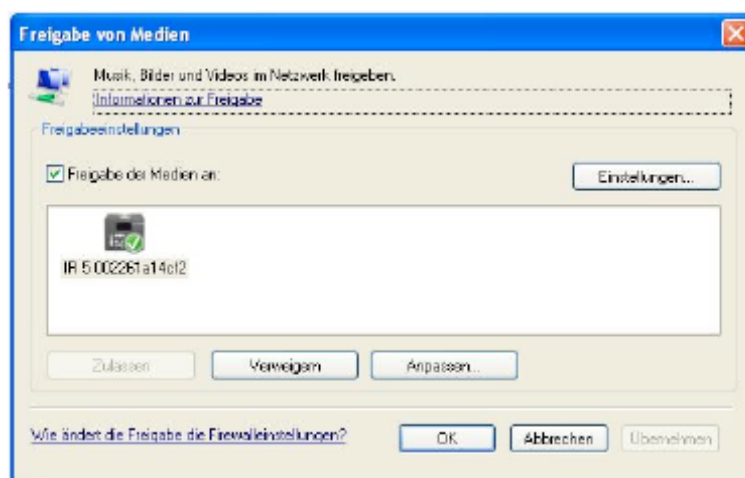 Freigabe von Medien
Musik, Bilder und Videos im Netzwerk freigeben.
Informationen zur Freigabe
Freigabeeinstellungen
Freigabe der Medien an:
Einstellungen...
IR 5 002261a14cf2
Zulassen
Verweigern
Anpassen...
Wie ändert die Freigabe die Firewalleinstellungen?
OK
Abbrechen
Übernehmen